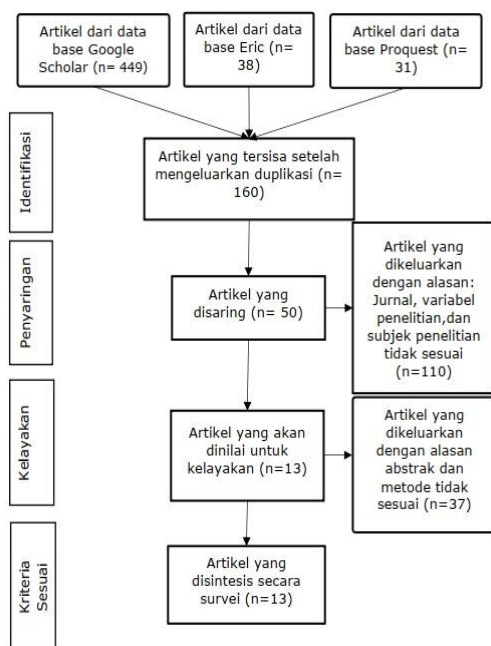 Artikel dari data
base Google
Scholar (n= 449)
Artikel dari data
base Eric (n=
38)
Artikel dari data
base Proquest (n=
31)
Identifikasi
Artikel yang tersisa setelah
mengeluarkan duplikasi (n=
160)
Penyaringan
Artikel yang
disaring (n= 50)
Artikel yang
dikeluarkan
dengan alasan:
Jurnal, variabel
penelitian,dan
subjek penelitian
tidak sesuai
(n=110)
Kelayakan
Artikel yang akan
dinilai untuk
kelayakan (n=13)
Artikel yang
dikeluarkan
dengan alasan
abstrak dan
metode tidak
sesuai (n=37)
Kriteria
Sesuai
Artikel yang
disintesis secara
survei (n=13)